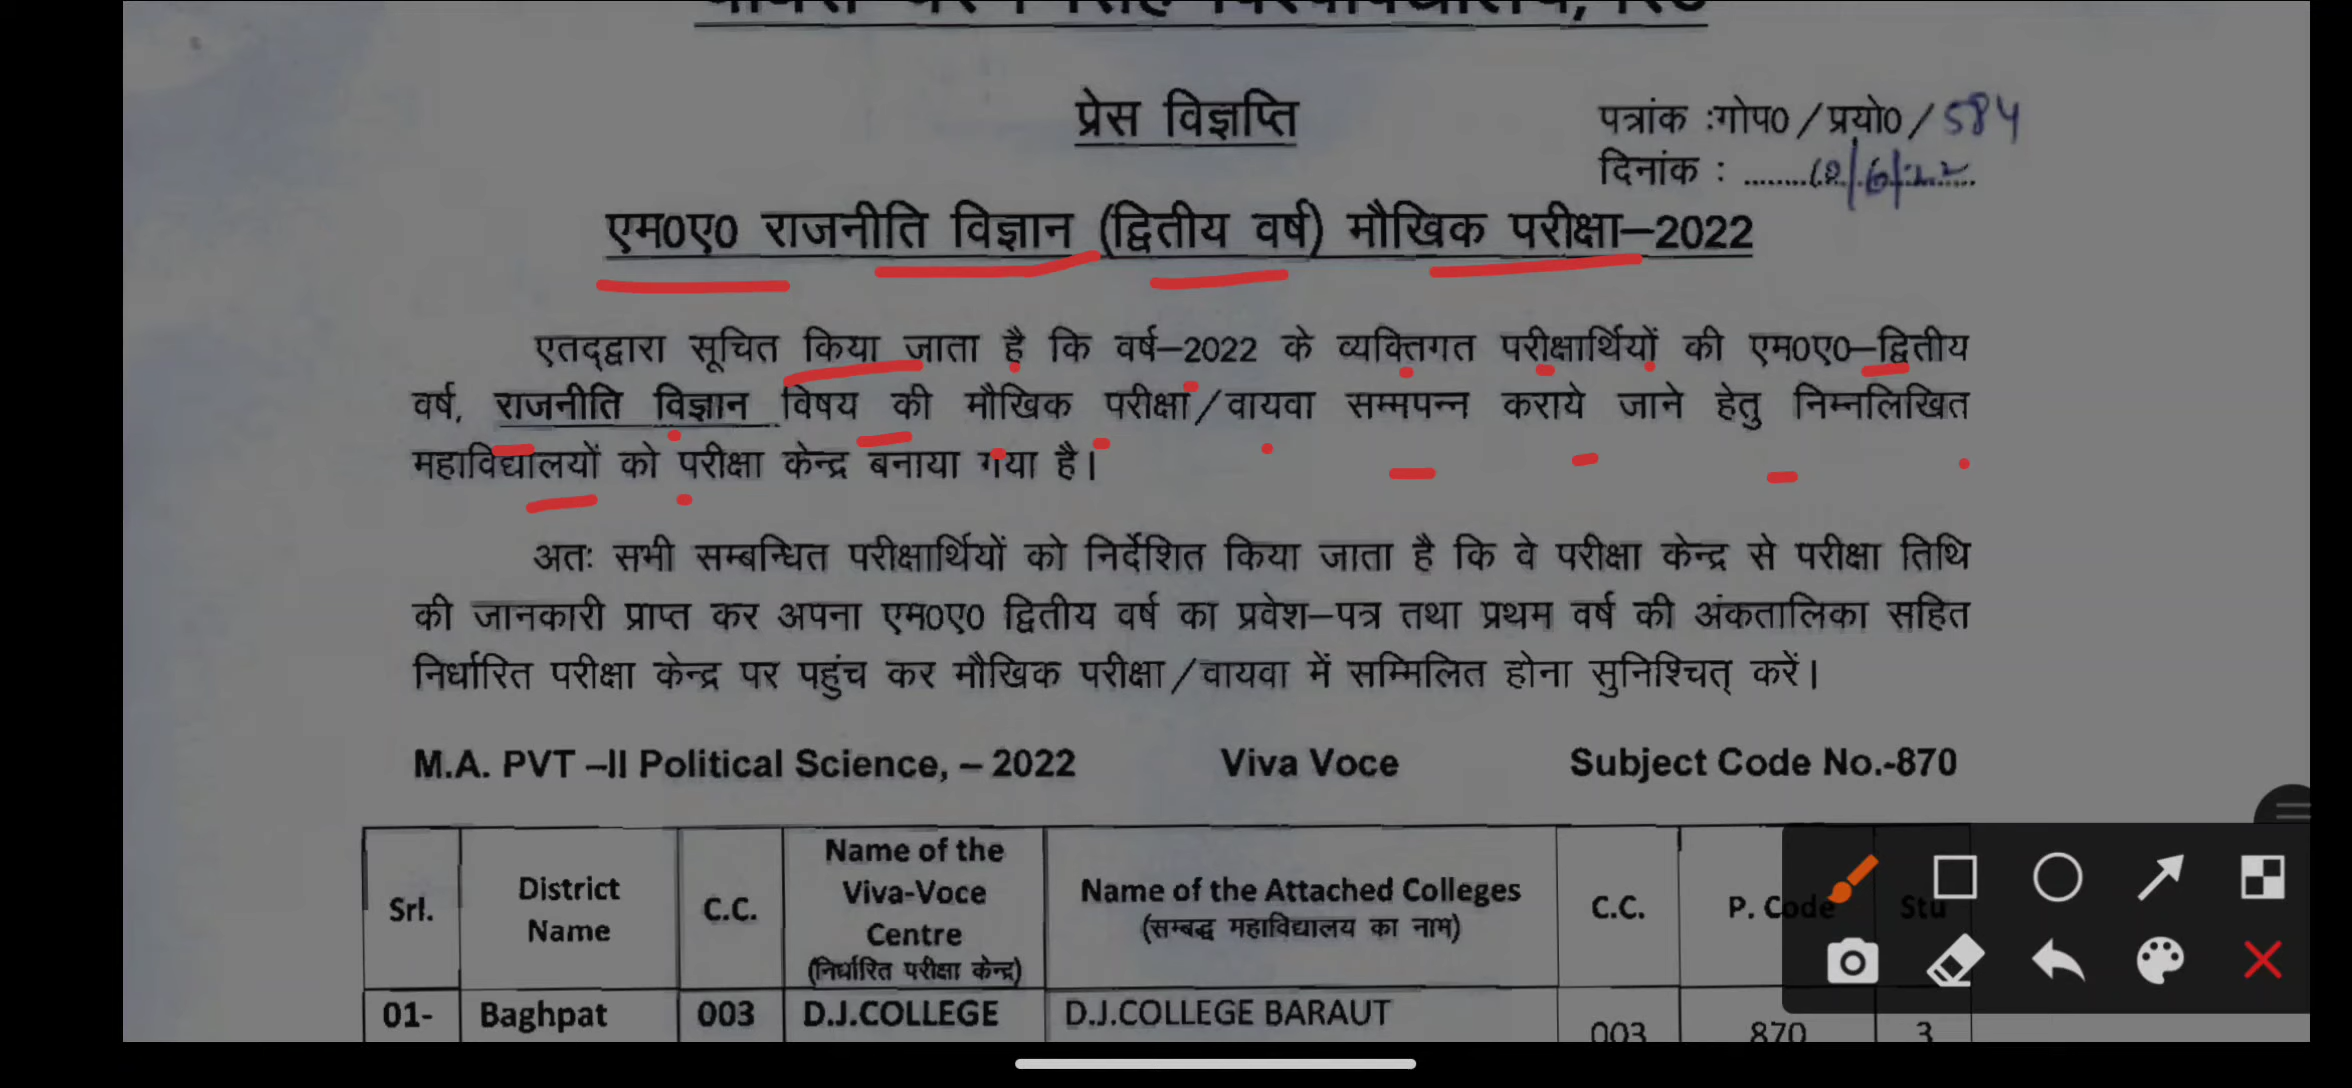 प्रेस विज्ञप्ति
पत्रांक :गोप0/प्रयो0/584
दिनांक : ........18/6/22......
एम0ए0 राजनीति विज्ञान (द्वितीय वर्ष) मौखिक परीक्षा–2022
एतद्द्वारा सूचित किया जाता है कि वर्ष–2022 के व्यक्तिगत परीक्षार्थियों की एम0ए0–द्वितीय
वर्ष, राजनीति विज्ञान विषय की मौखिक परीक्षा/वायवा सम्मपन्न कराये जाने हेतु निम्नलिखित
महाविद्यालयों को परीक्षा केन्द्र बनाया गया है।
अतः सभी सम्बन्धित परीक्षार्थियों को निर्देशित किया जाता है कि वे परीक्षा केन्द्र से परीक्षा तिथि
की जानकारी प्राप्त कर अपना एम0ए0 द्वितीय वर्ष का प्रवेश–पत्र तथा प्रथम वर्ष की अंकतालिका सहित
निर्धारित परीक्षा केन्द्र पर पहुंच कर मौखिक परीक्षा/वायवा में सम्मिलित होना सुनिश्चित् करें।
M.A. PVT –II Political Science, – 2022 Viva Voce Subject Code No.-870
Srl. District Name C.C. Name of the Viva-Voce Centre (निर्धारित परीक्षा केन्द्र) Name of the Attached Colleges (सम्बद्ध महाविद्यालय का नाम) C.C. P. Code Stu
01- Baghpat 003 D.J.COLLEGE D.J.COLLEGE BARAUT 003 870 3